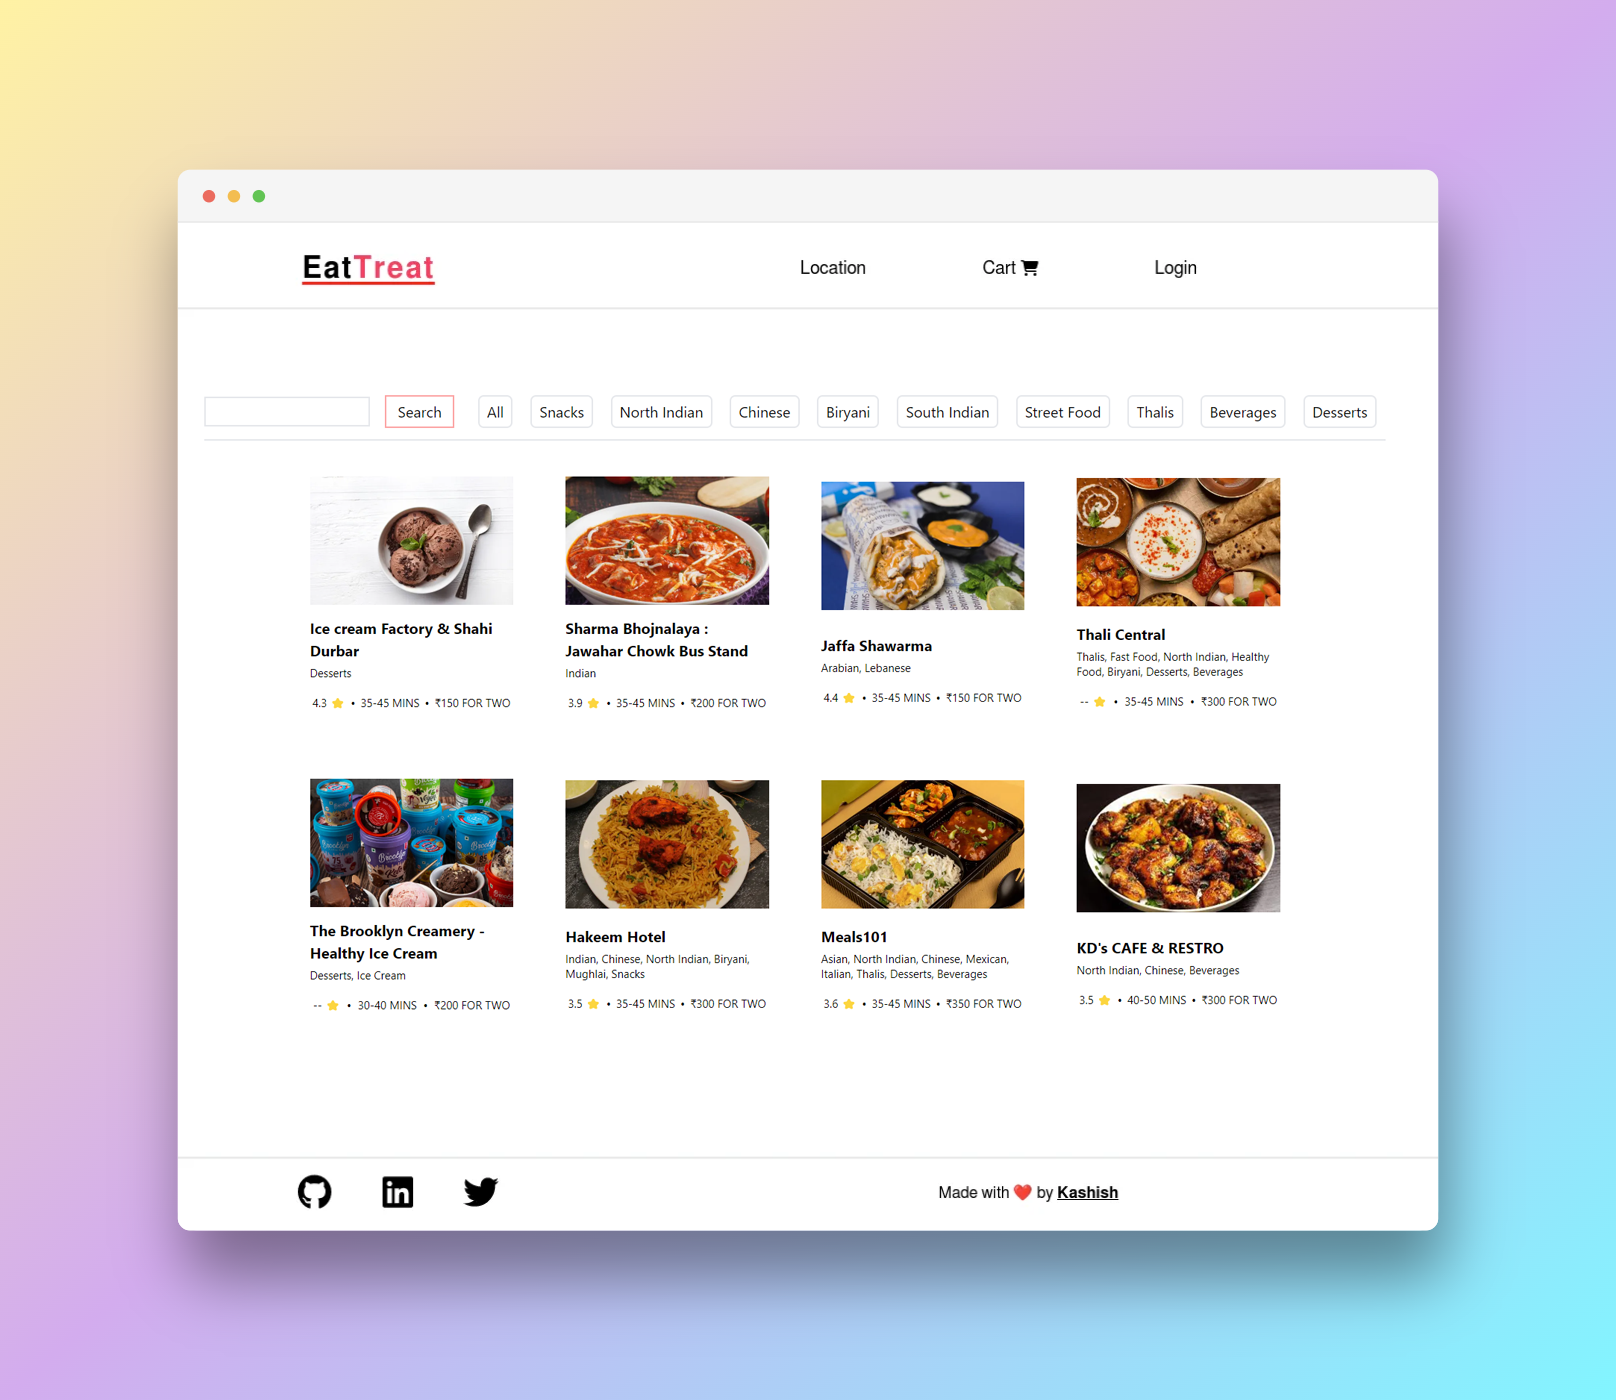 EatTreat
Location Cart Login
Search All Snacks North Indian Chinese Biryani South Indian Street Food Thalis Beverages Desserts
Ice cream Factory & Shahi
Durbar
Desserts
4.3 ⭐ • 35-45 MINS • ₹150 FOR TWO
Sharma Bhojnalaya :
Jawahar Chowk Bus Stand
Indian
3.9 ⭐ • 35-45 MINS • ₹200 FOR TWO
Jaffa Shawarma
Arabian, Lebanese
4.4 ⭐ • 35-45 MINS • ₹150 FOR TWO
Thali Central
Thalis, Fast Food, North Indian, Healthy
Food, Biryani, Desserts, Beverages
-- ⭐ • 35-45 MINS • ₹300 FOR TWO
Brooklyn
The Brooklyn Creamery -
Healthy Ice Cream
Desserts, Ice Cream
-- ⭐ • 30-40 MINS • ₹200 FOR TWO
Hakeem Hotel
Indian, Chinese, North Indian, Biryani,
Mughlai, Snacks
3.5 ⭐ • 35-45 MINS • ₹300 FOR TWO
Meals101
Asian, North Indian, Chinese, Mexican,
Italian, Thalis, Desserts, Beverages
3.6 ⭐ • 35-45 MINS • ₹350 FOR TWO
KD's CAFE & RESTRO
North Indian, Chinese, Beverages
3.5 ⭐ • 40-50 MINS • ₹300 FOR TWO
Made with ❤️ by Kashish